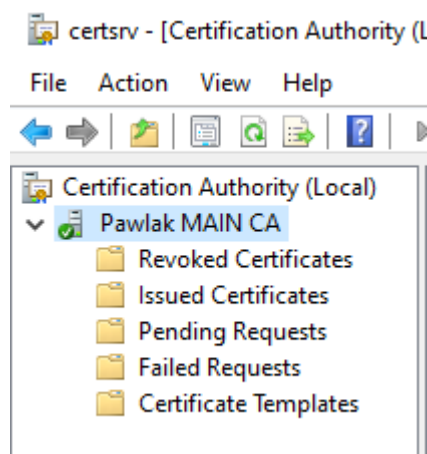 certsrv - [Certification Authority (L
File Action View Help
Certification Authority (Local)
Pawlak MAIN CA
Revoked Certificates
Issued Certificates
Pending Requests
Failed Requests
Certificate Templates